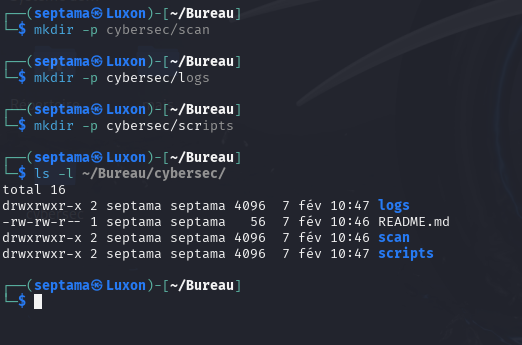 ┌──(septama㉿Luxon)-[~/Bureau]
└─$ mkdir -p cybersec/scan
┌──(septama㉿Luxon)-[~/Bureau]
└─$ mkdir -p cybersec/logs
┌──(septama㉿Luxon)-[~/Bureau]
└─$ mkdir -p cybersec/scripts
┌──(septama㉿Luxon)-[~/Bureau]
└─$ ls -l ~/Bureau/cybersec/
total 16
drwxrwxr-x 2 septama septama 4096  7 fév 10:47 logs
-rw-rw-r-- 1 septama septama   56  7 fév 10:46 README.md
drwxrwxr-x 2 septama septama 4096  7 fév 10:46 scan
drwxrwxr-x 2 septama septama 4096  7 fév 10:47 scripts
┌──(septama㉿Luxon)-[~/Bureau]
└─$